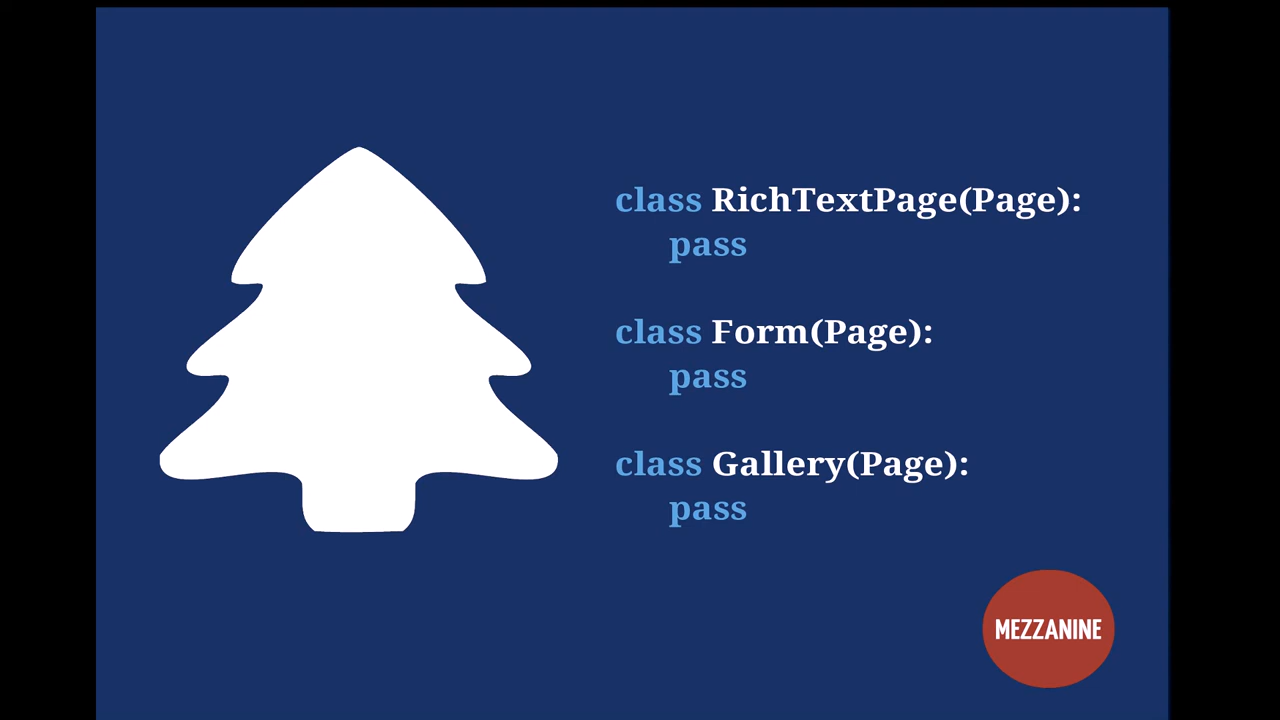 class RichTextPage(Page):
pass
class Form(Page):
pass
class Gallery(Page):
pass
MEZZANINE